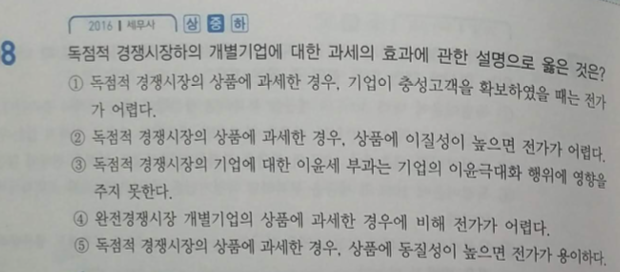 2016 | 세무사 상 중 하
8 독점적 경쟁시장하의 개별기업에 대한 과세의 효과에 관한 설명으로 옳은 것은?
① 독점적 경쟁시장의 상품에 과세한 경우, 기업이 충성고객을 확보하였을 때는 전가
가 어렵다.
② 독점적 경쟁시장의 상품에 과세한 경우, 상품에 이질성이 높으면 전가가 어렵다.
③ 독점적 경쟁시장의 기업에 대한 이윤세 부과는 기업의 이윤극대화 행위에 영향을
주지 못한다.
④ 완전경쟁시장 개별기업의 상품에 과세한 경우에 비해 전가가 어렵다.
⑤ 독점적 경쟁시장의 상품에 과세한 경우, 상품에 동질성이 높으면 전가가 용이하다.